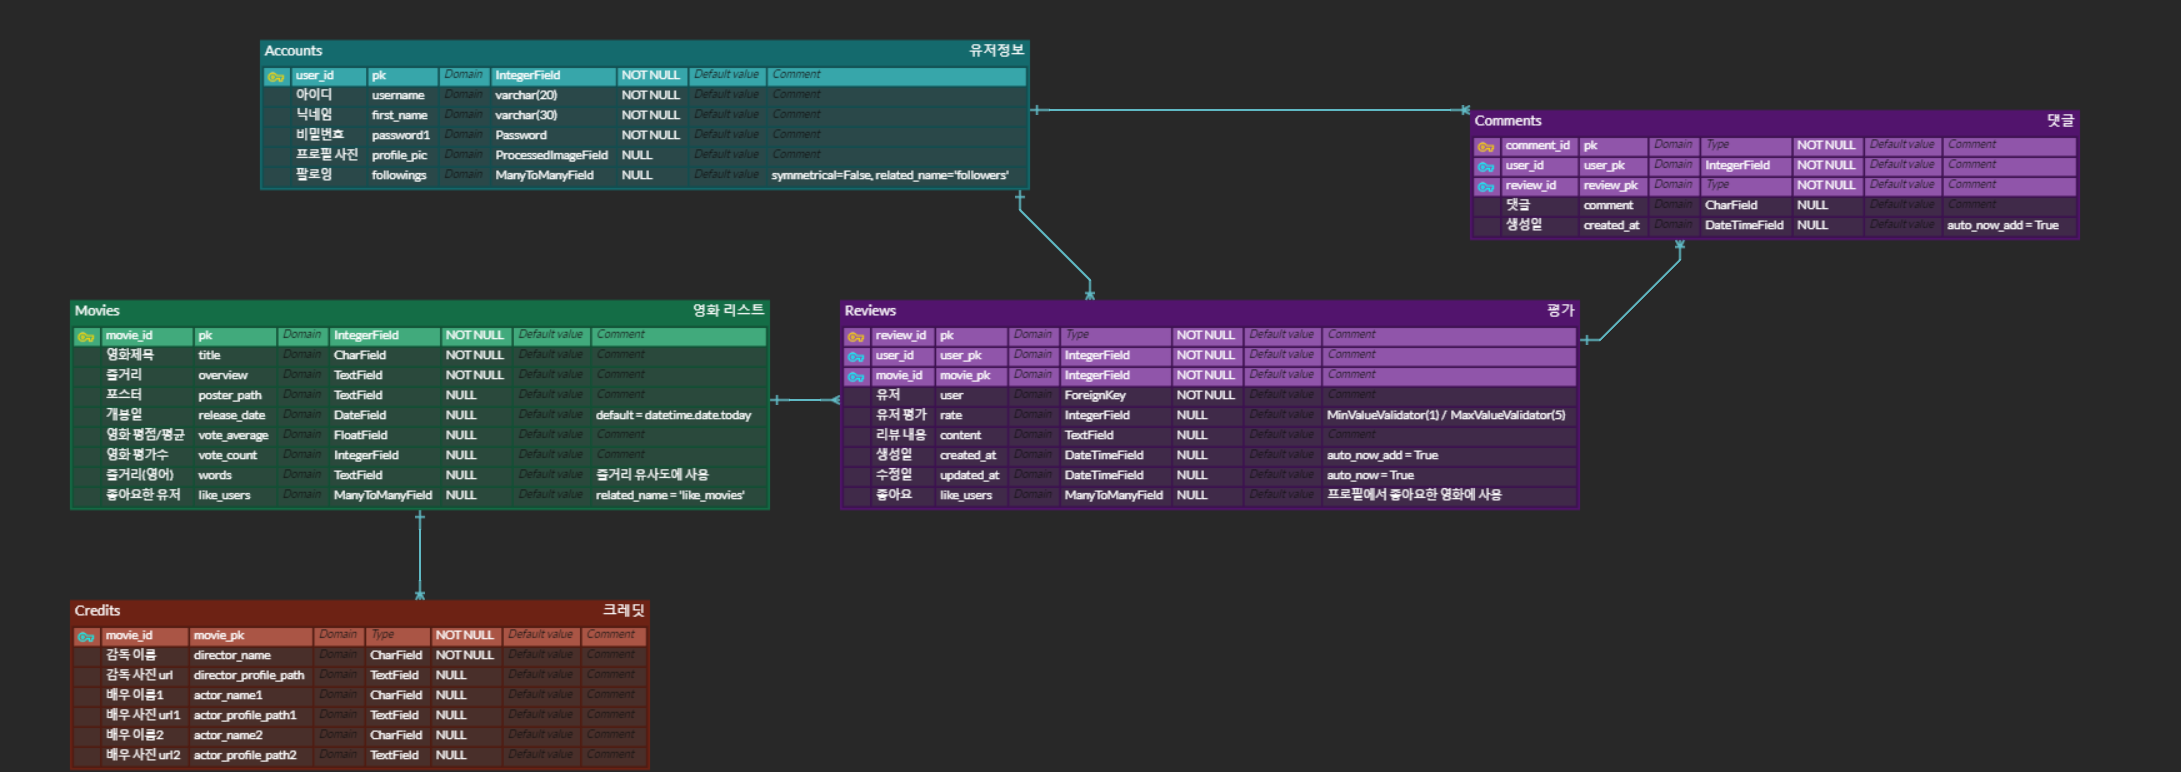 Accounts 유저정보
user_id pk Domain IntegerField NOT NULL Default value Comment
아이디 username Domain varchar(20) NOT NULL Default value Comment
닉네임 first_name Domain varchar(30) NOT NULL Default value Comment
비밀번호 password1 Domain Password NOT NULL Default value Comment
프로필 사진 profile_pic Domain ProcessedImageField NULL Default value Comment
팔로잉 followings Domain ManyToManyField NULL Default value symmetrical=False, related_name='followers'
Comments 댓글
comment_id pk Domain Type NOT NULL Default value Comment
user_id user_pk Domain IntegerField NOT NULL Default value Comment
review_id review_pk Domain Type NOT NULL Default value Comment
댓글 comment Domain CharField NULL Default value Comment
생성일 created_at Domain DateTimeField NULL Default value auto_now_add = True
Movies 영화 리스트
movie_id pk Domain IntegerField NOT NULL Default value Comment
영화제목 title Domain CharField NOT NULL Default value Comment
줄거리 overview Domain TextField NOT NULL Default value Comment
포스터 poster_path Domain TextField NULL Default value Comment
개봉일 release_date Domain DateField NULL Default value default = datetime.date.today
영화 평점/평균 vote_average Domain FloatField NULL Default value Comment
영화 평가수 vote_count Domain IntegerField NULL Default value Comment
줄거리(영어) words Domain TextField NULL Default value 줄거리 유사도에 사용
좋아요한 유저 like_users Domain ManyToManyField NULL Default value related_name = 'like_movies'
Reviews 평가
review_id pk Domain Type NOT NULL Default value Comment
user_id user_pk Domain IntegerField NOT NULL Default value Comment
movie_id movie_pk Domain IntegerField NOT NULL Default value Comment
유저 user Domain ForeignKey NOT NULL Default value Comment
유저 평가 rate Domain IntegerField NULL Default value MinValueValidator(1) / MaxValueValidator(5)
리뷰 내용 content Domain TextField NULL Default value Comment
생성일 created_at Domain DateTimeField NULL Default value auto_now_add = True
수정일 updated_at Domain DateTimeField NULL Default value auto_now = True
좋아요 like_users Domain ManyToManyField NULL Default value 프로필에서 좋아요한 영화에 사용
Credits 크레딧
movie_id movie_pk Domain Type NOT NULL Default value Comment
감독 이름 director_name Domain CharField NOT NULL Default value Comment
감독 사진 url director_profile_path Domain TextField NULL Default value Comment
배우 이름1 actor_name1 Domain CharField NULL Default value Comment
배우 사진 url1 actor_profile_path1 Domain TextField NULL Default value Comment
배우 이름2 actor_name2 Domain CharField NULL Default value Comment
배우 사진 url2 actor_profile_path2 Domain TextField NULL Default value Comment